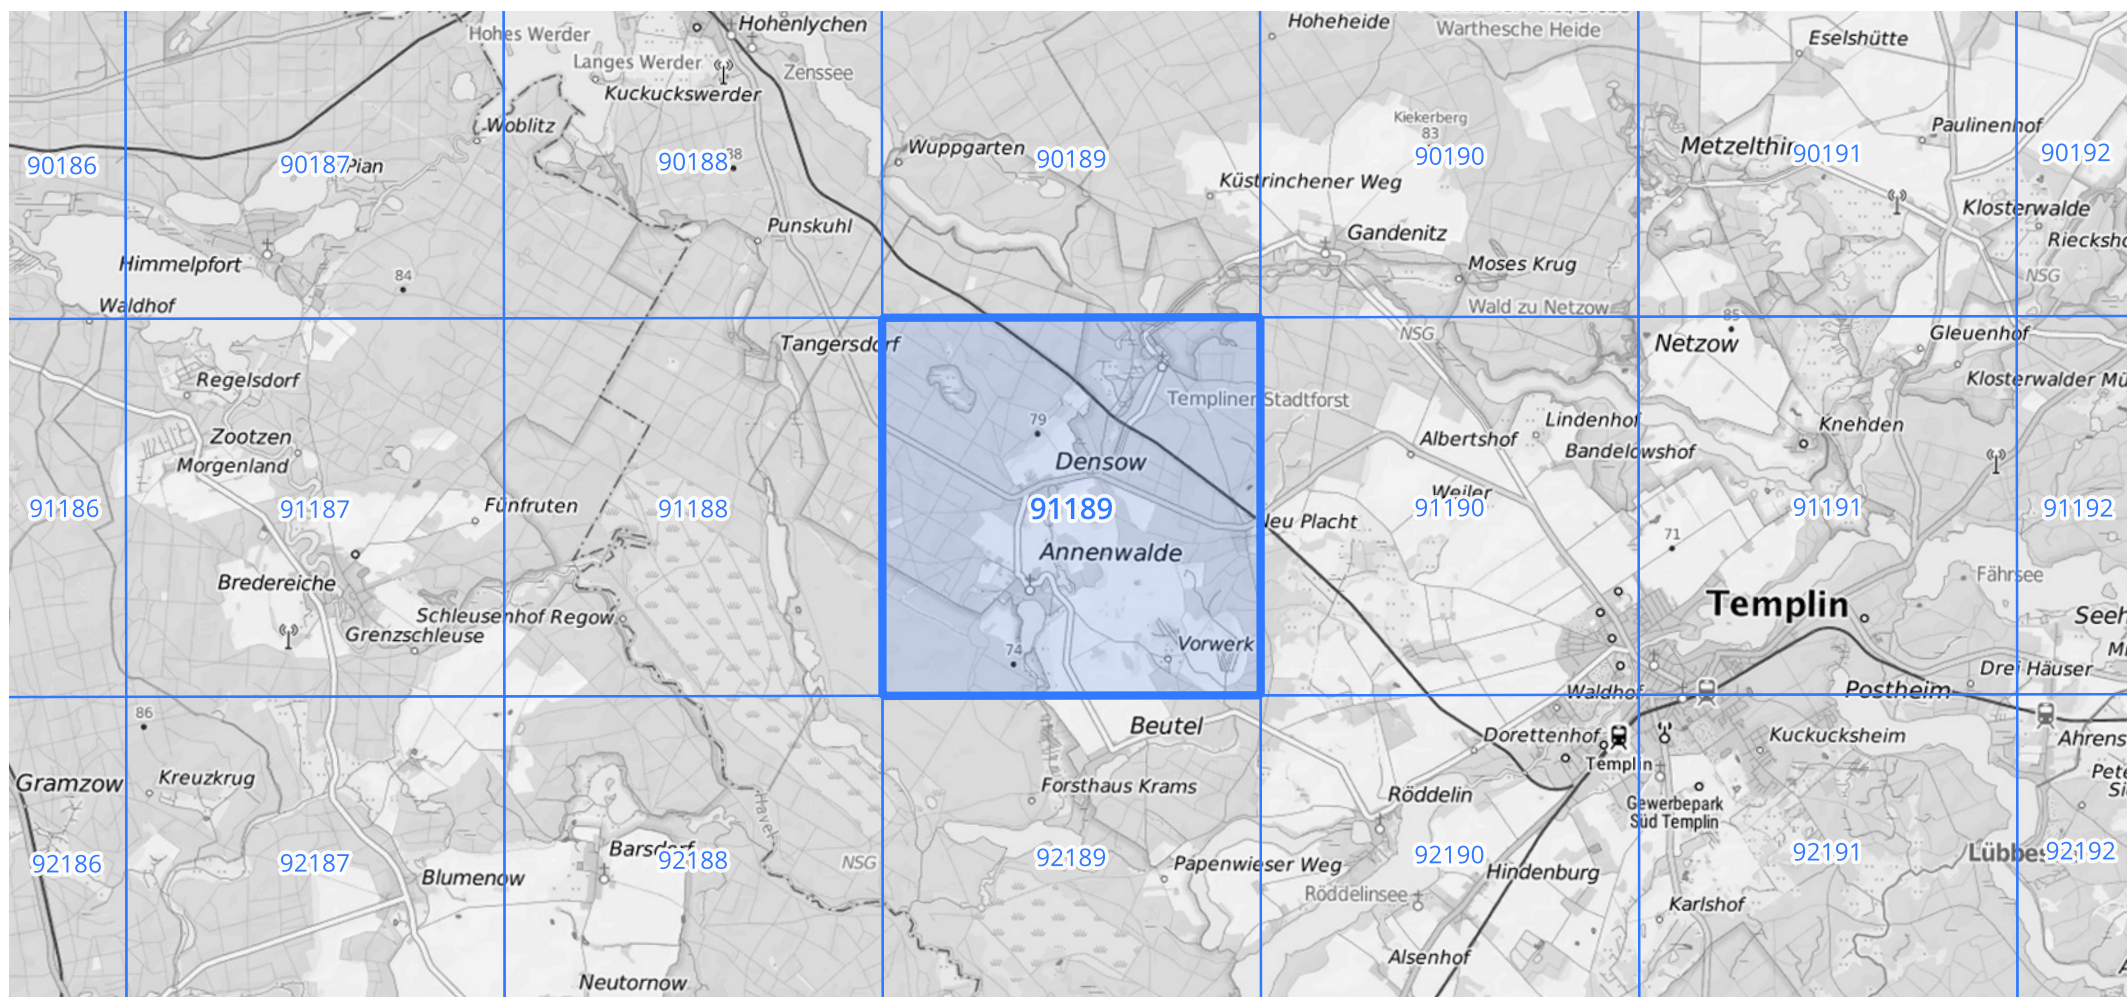 Hohenlychen
Hoheheide
Warthesche Heide
Eselshütte
Hohes Werder
Langes Werder
Zenssee
Kuckuckswerder
Kiekerberg
83
Woblitz
Paulinenhof
Wuppgarten
Metzelthin
90186
90187
Pian
90188
88
90189
90190
90191
90192
Küstrinchener Weg
Klosterwalde
Punskuhl
Gandenitz
Himmelpfort
84
Moses Krug
NSG
Waldhof
Wald zu Netzow
85
Tangersdorf
NSG
Netzow
Gleuenhof
Regelsdorf
Templiner Stadtforst
79
Lindenhof
Knehden
Zootzen
Albertshof
Bandelowshof
Morgenland
Densow
Weiler
91186
91187
Fünfruten
91188
91189
91190
91191
91192
Neu Placht
71
Annenwalde
Bredereiche
Fährsee
Templin
Schleusenhof Regow
Grenzschleuse
74
Vorwerk
Drei Häuser
Waldhof
Postheim
86
Beutel
Dorettenhof
Kuckucksheim
Templin
Gramzow
Kreuzkrug
Forsthaus Krams
Röddelin
Gewerbepark
Süd Templin
Havel
92186
92187
Barsdorf
92188
NSG
92189
Papenwieser Weg
92190
92191
92192
Blumenow
Hindenburg
Röddelinsee
Karlshof
Alsenhof
Neutornow